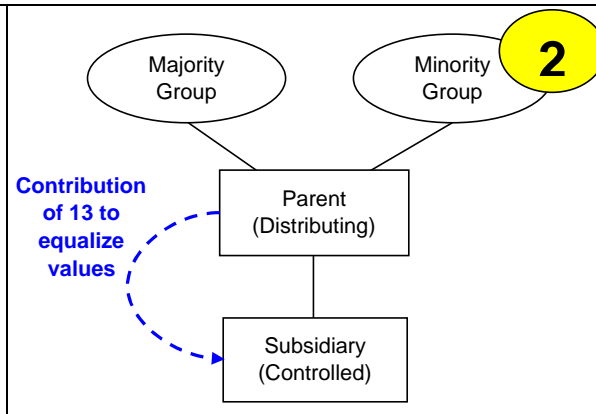 Majority
Group
Minority
Group
2
Contribution
of 13 to
equalize
values
Parent
(Distributing)
Subsidiary
(Controlled)